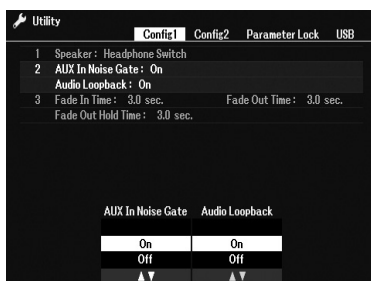 Utility
Config1 Config2 Parameter Lock USB
1 Speaker: Headphone Switch
2 AUX In Noise Gate: On
Audio Loopback: On
3 Fade In Time: 3.0 sec. Fade Out Time: 3.0 sec.
Fade Out Hold Time: 3.0 sec.
AUX In Noise Gate Audio Loopback
On On
Off Off